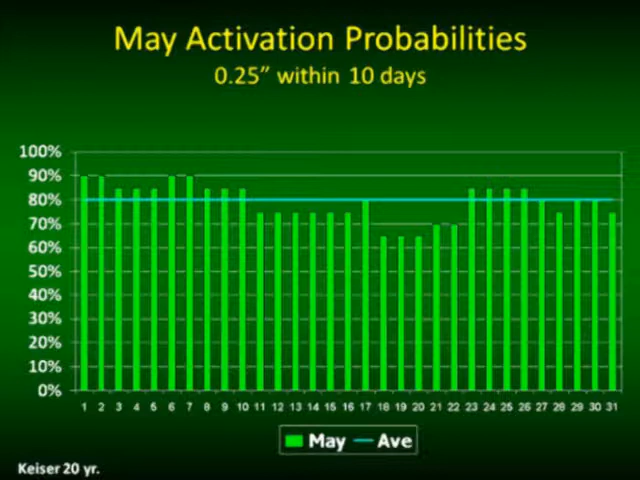 May Activation Probabilities
0.25” within 10 days
100%
90%
80%
70%
60%
50%
40%
30%
20%
10%
0%
1 2 3 4 5 6 7 8 9 10 11 12 13 14 15 16 17 18 19 20 21 22 23 24 25 26 27 28 29 30 31
May Ave
Keiser 20 yr.